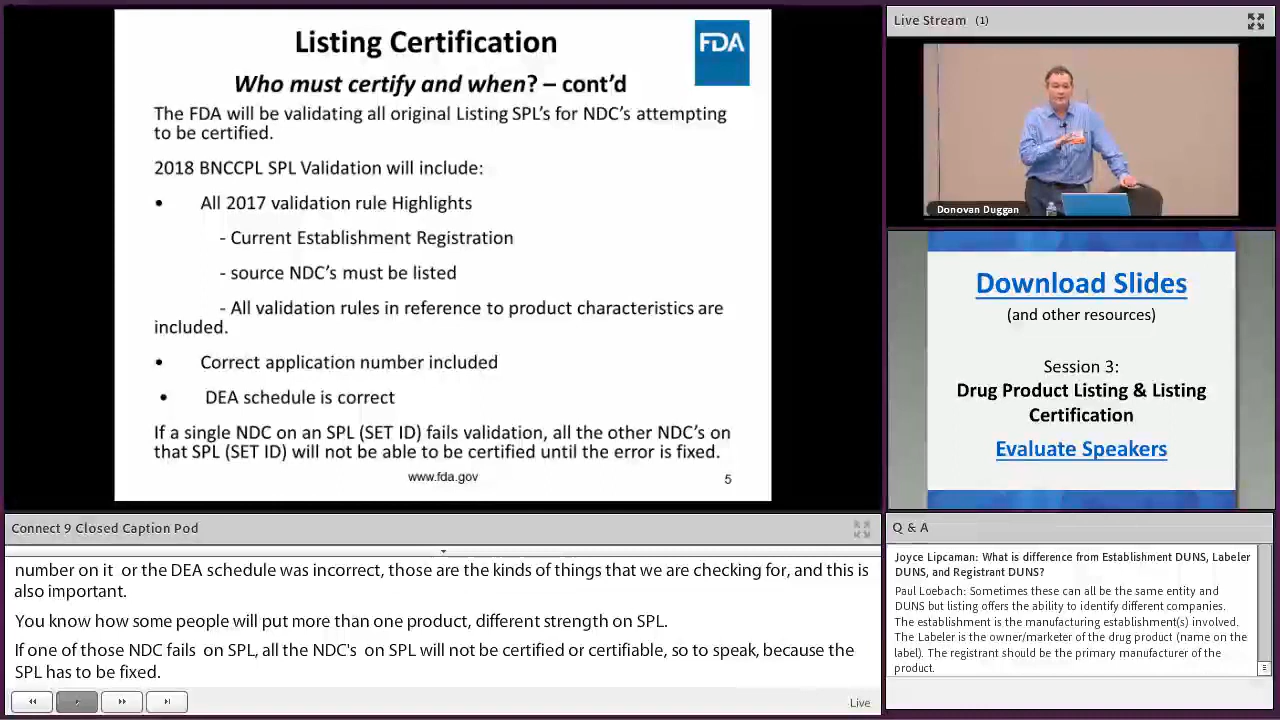 Listing Certification
FDA
Who must certify and when? – cont’d
The FDA will be validating all original Listing SPL’s for NDC’s attempting
to be certified.
2018 BNCCPL SPL Validation will include:
• All 2017 validation rule Highlights
- Current Establishment Registration
- source NDC’s must be listed
- All validation rules in reference to product characteristics are
included.
• Correct application number included
• DEA schedule is correct
If a single NDC on an SPL (SET ID) fails validation, all the other NDC’s on
that SPL (SET ID) will not be able to be certified until the error is fixed.
www.fda.gov
5
Live Stream (1)
Donovan Duggan
Download Slides
(and other resources)
Session 3:
Drug Product Listing & Listing
Certification
Evaluate Speakers
Connect 9 Closed Caption Pod
number on it or the DEA schedule was incorrect, those are the kinds of things that we are checking for, and this is
also important.
You know how some people will put more than one product, different strength on SPL.
If one of those NDC fails on SPL, all the NDC's on SPL will not be certified or certifiable, so to speak, because the
SPL has to be fixed.
Live
Q & A
Joyce Lipcaman: What is difference from Establishment DUNS, Labeler
DUNS, and Registrant DUNS?
Paul Loebach: Sometimes these can all be the same entity and
DUNS but listing offers the ability to identify different companies.
The establishment is the manufacturing establishment(s) involved.
The Labeler is the owner/marketer of the drug product (name on the
label). The registrant should be the primary manufacturer of the
product.